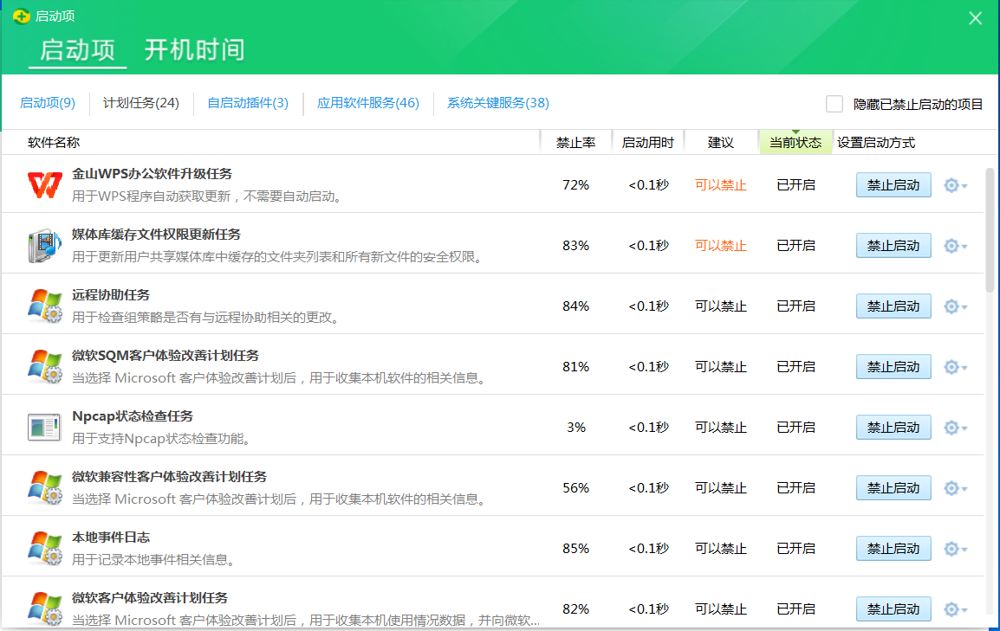 启动项
启动项 开机时间
启动项(9) 计划任务(24) 自启动插件(3) 应用软件服务(46) 系统关键服务(38) 隐藏已禁止启动的项目
软件名称 禁止率 启动用时 建议 当前状态 设置启动方式
金山WPS办公软件升级任务
用于WPS程序自动获取更新，不需要自动启动。
72% <0.1秒 可以禁止 已开启 禁止启动
媒体库缓存文件权限更新任务
用于更新用户共享媒体库中缓存的文件夹列表和所有新文件的安全权限。
83% <0.1秒 可以禁止 已开启 禁止启动
远程协助任务
用于检查组策略是否有与远程协助相关的更改。
84% <0.1秒 可以禁止 已开启 禁止启动
微软SQM客户体验改善计划任务
当选择 Microsoft 客户体验改善计划后，用于收集本机软件的相关信息。
81% <0.1秒 可以禁止 已开启 禁止启动
Npcap状态检查任务
用于支持Npcap状态检查功能。
3% <0.1秒 可以禁止 已开启 禁止启动
微软兼容性客户体验改善计划任务
当选择 Microsoft 客户体验改善计划后，用于收集本机软件的相关信息。
56% <0.1秒 可以禁止 已开启 禁止启动
本地事件日志
用于记录本地事件相关信息。
85% <0.1秒 可以禁止 已开启 禁止启动
微软客户体验改善计划任务
当选择 Microsoft 客户体验改善计划后，用于收集本机使用情况数据，并向微软...
82% <0.1秒 可以禁止 已开启 禁止启动